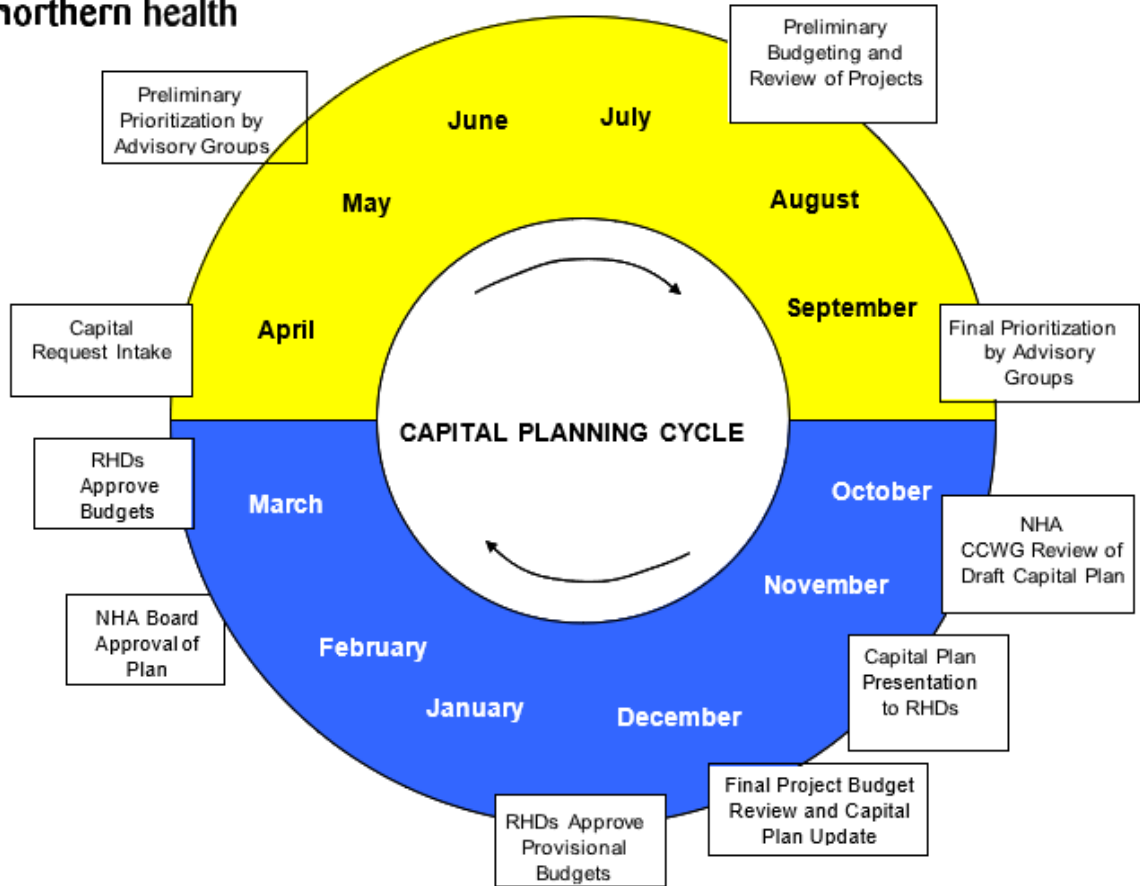 northern health
Preliminary
Budgeting and
Review of Projects
Preliminary
Prioritization by
Advisory Groups
June
July
May
August
September
April
Capital
Request Intake
Final Prioritization
by Advisory
Groups
CAPITAL PLANNING CYCLE
RHDs
Approve
Budgets
March
October
NHA
CCWG Review of
Draft Capital Plan
November
NHA Board
Approval of
Plan
February
January
December
Capital Plan
Presentation
to RHDs
Final Project Budget
Review and Capital
Plan Update
RHDs Approve
Provisional
Budgets